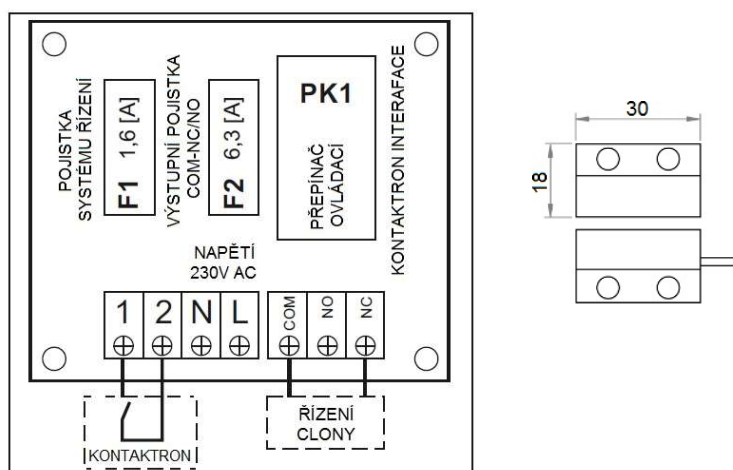 POJISTKA
SYSTÉMU ŘÍZENÍ
F1 1,6 [A]
VÝSTUPNÍ POJISTKA
COM-NC/NO
F2 6,3 [A]
PK1
PŘEPÍNAČ
OVLÁDACÍ
KONTAKTRON INTERAFACE
NAPĚTÍ
230V AC
1 2 N L
COM NO NC
KONTAKTRON
ŘÍZENÍ
CLONY
30
18